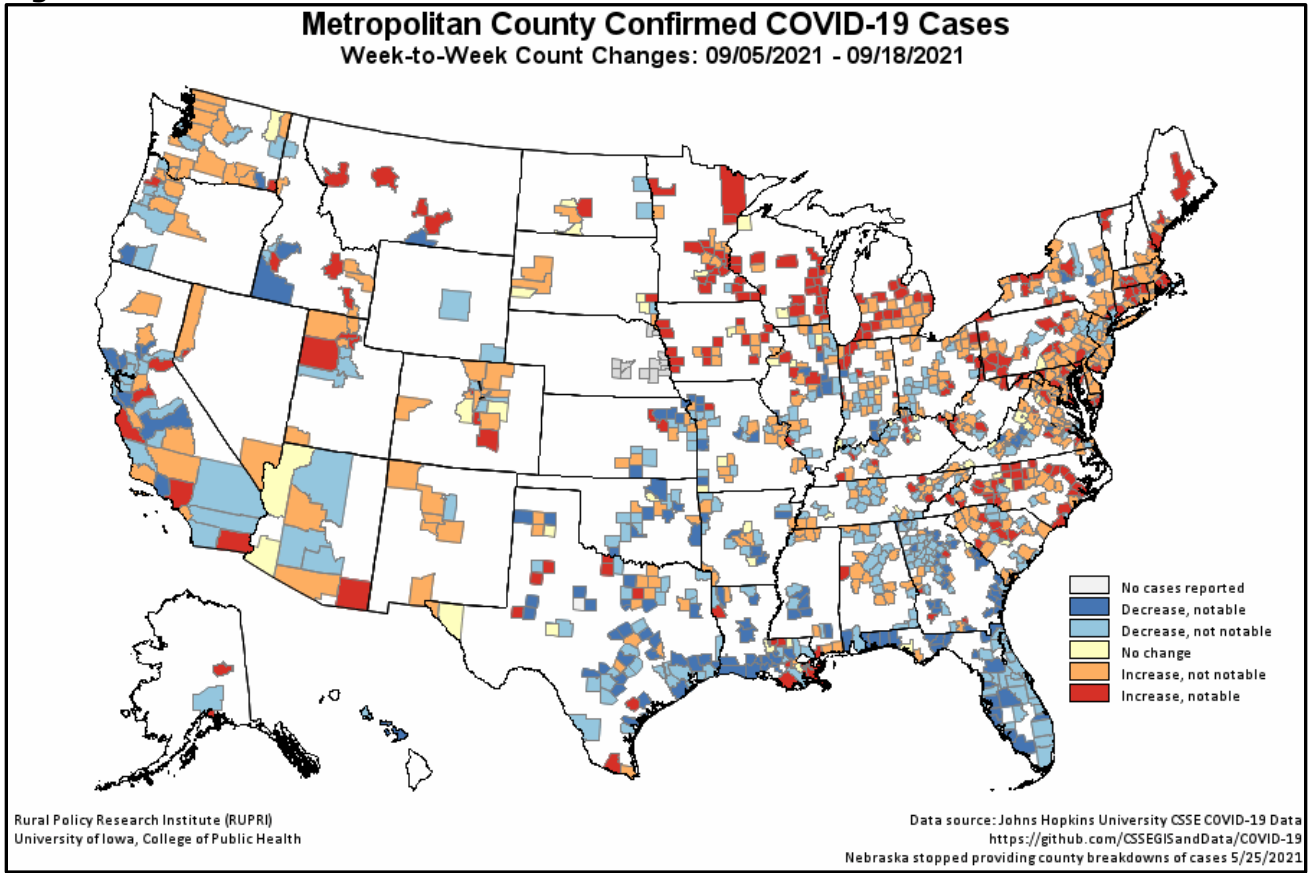 Metropolitan County Confirmed COVID-19 Cases
Week-to-Week Count Changes: 09/05/2021 - 09/18/2021
No cases reported
Decrease, notable
Decrease, not notable
No change
Increase, not notable
Increase, notable
Rural Policy Research Institute (RUPRI)
University of Iowa, College of Public Health
Data source: Johns Hopkins University CSSE COVID-19 Data
https://github.com/CSSEGISandData/COVID-19
Nebraska stopped providing county breakdowns of cases 5/25/2021